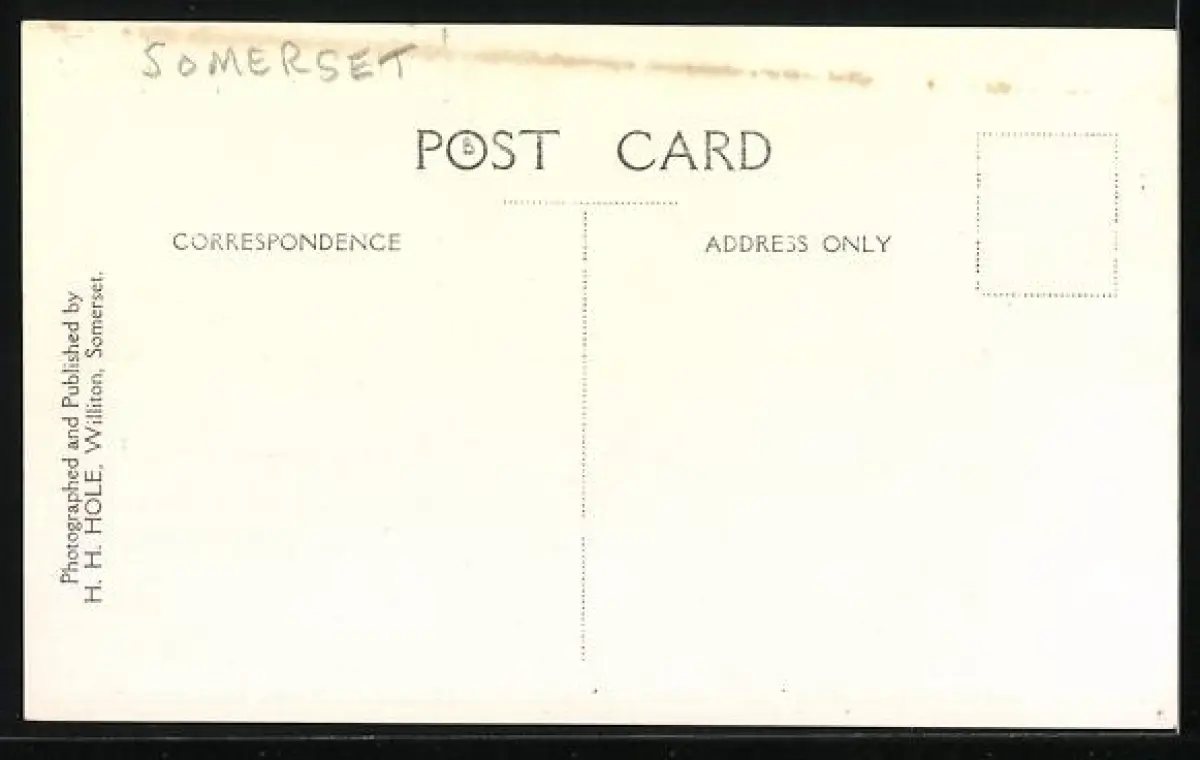 SOMERSET
POST CARD
B
CORRESPONDENCE
ADDRESS ONLY
Photographed and Published by
H. H. HOLE, Williton, Somerset.